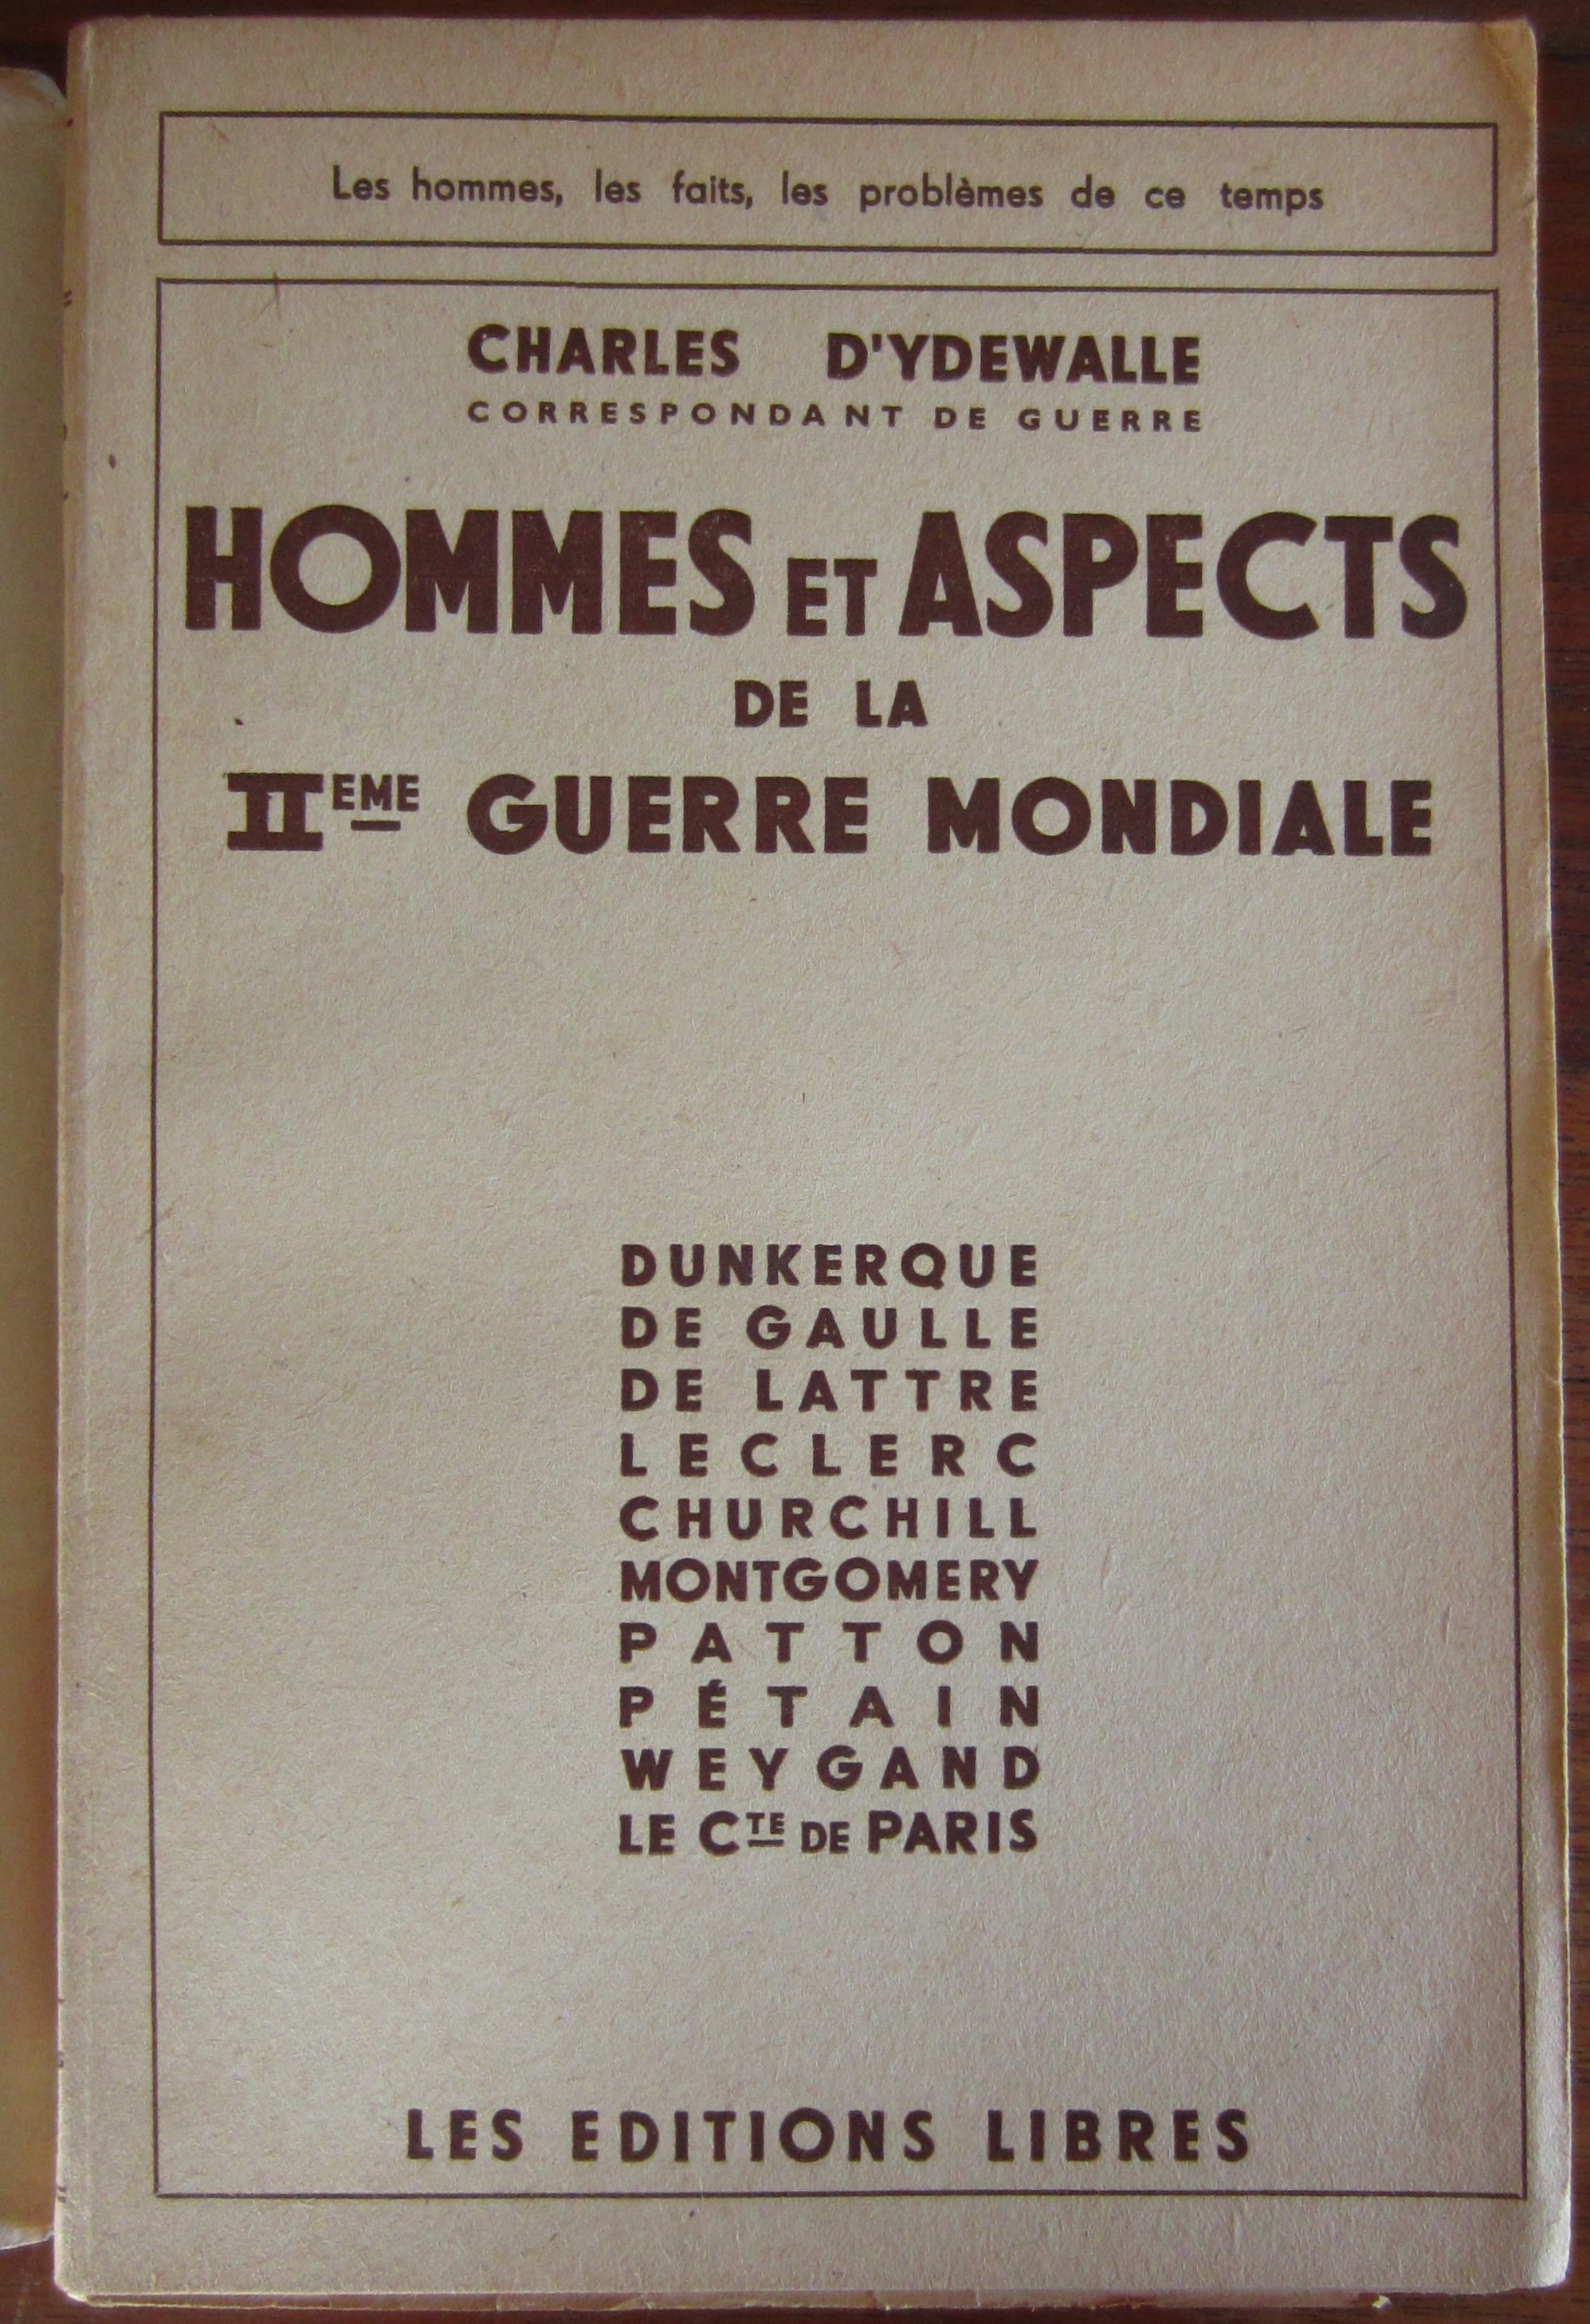 Les hommes, les faits, les problèmes de ce temps
CHARLES D'YDEWALLE
CORRESPONDANT DE GUERRE
HOMMES ET ASPECTS
DE LA
IIEME GUERRE MONDIALE
DUNKERQUE
DE GAULLE
DE LATTRE
LECLERC
CHURCHILL
MONTGOMERY
PATTON
PÉTAIN
WEYGAND
LE CTE DE PARIS
LES EDITIONS LIBRES